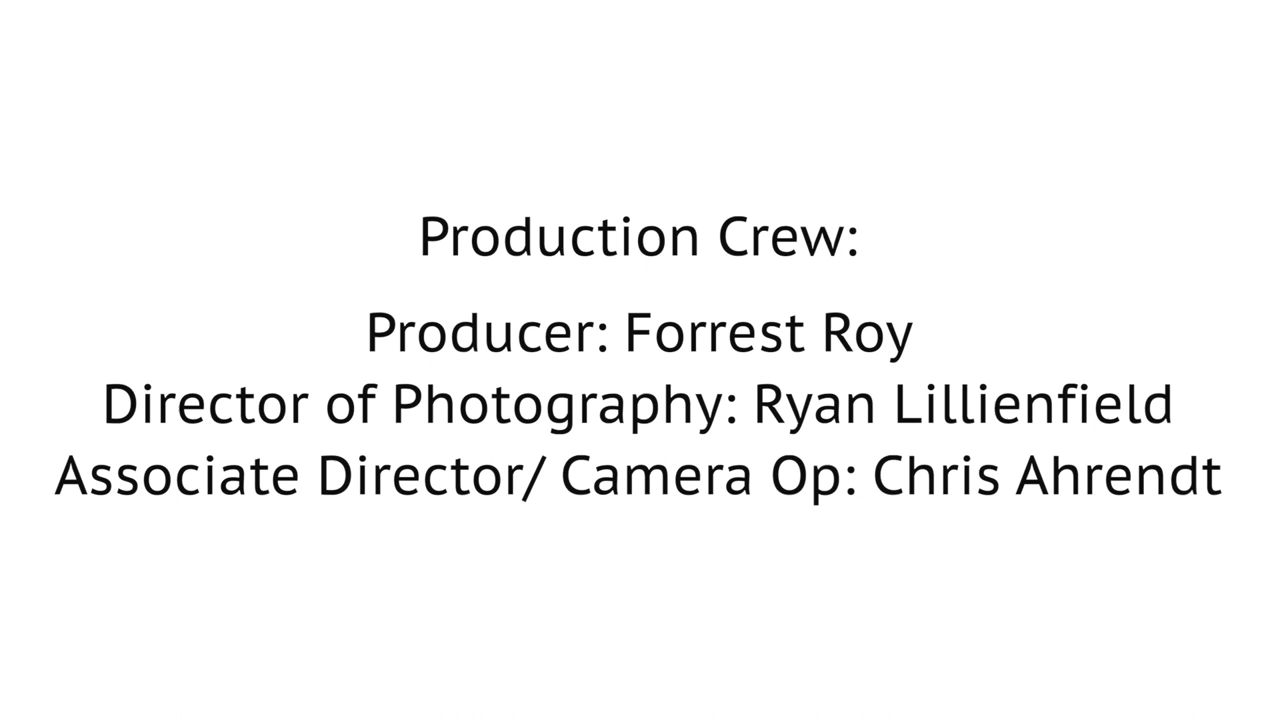 Production Crew:
Producer: Forrest Roy
Director of Photography: Ryan Lillienfield
Associate Director/ Camera Op: Chris Ahrendt